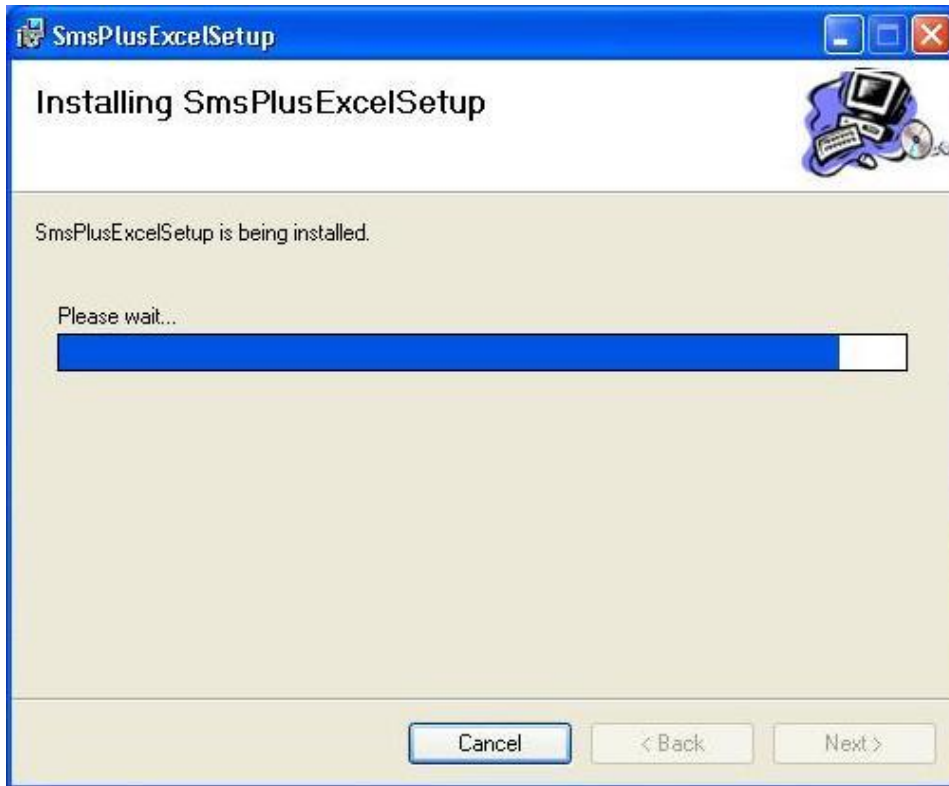 SmsPlusExcelSetup
Installing SmsPlusExcelSetup
SmsPlusExcelSetup is being installed.
Please wait...
Cancel
< Back
Next >